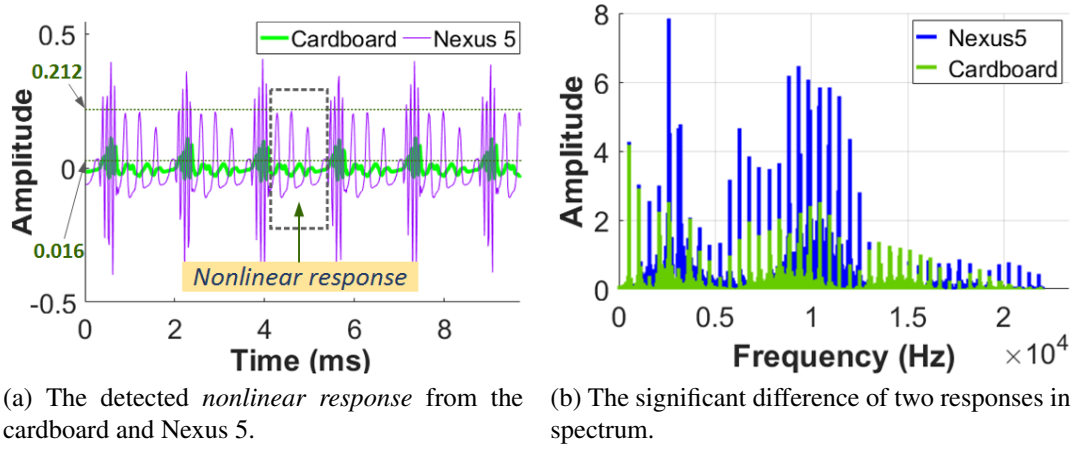 0.5
Cardboard
Nexus 5
0.212
Amplitude
0
0.016
Nonlinear response
-0.5
0
2
4
6
8
Time (ms)
8
Nexus5
Cardboard
6
Amplitude
4
2
0
0
0.5
1
1.5
2
×10⁴
Frequency (Hz)
(a) The detected nonlinear response from the
cardboard and Nexus 5.
(b) The significant difference of two responses in
spectrum.